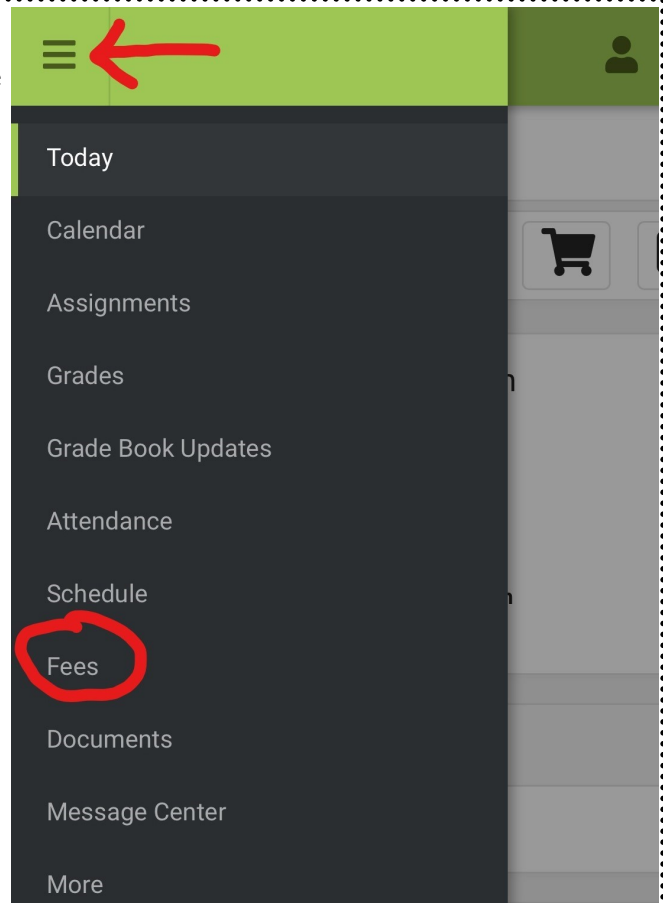 Today
Calendar
Assignments
Grades
Grade Book Updates
Attendance
Schedule
Fees
Documents
Message Center
More